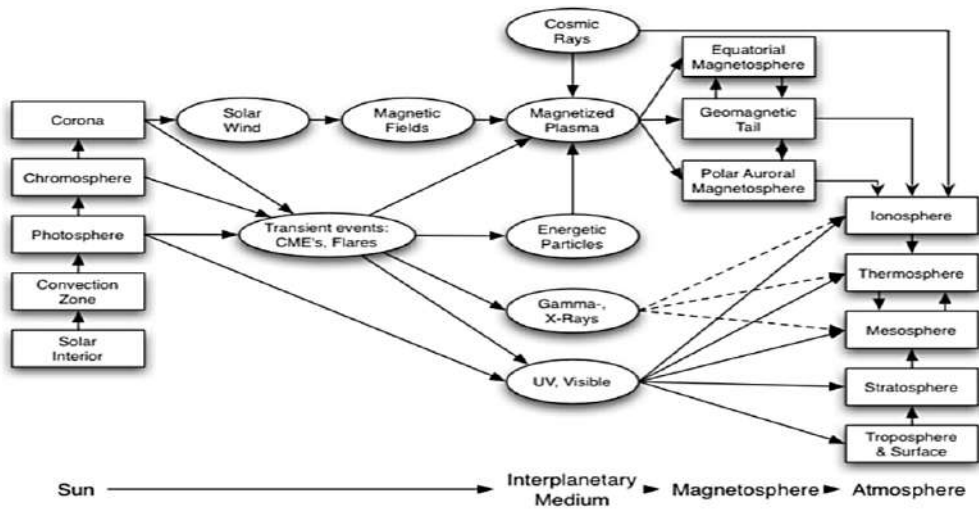 Cosmic
Rays
Equatorial
Magnetosphere
Corona
Solar
Wind
Magnetic
Fields
Magnetized
Plasma
Geomagnetic
Tail
Chromosphere
Polar Auroral
Magnetosphere
Photosphere
Transient events:
CME's, Flares
Energetic
Particles
Ionosphere
Convection
Zone
Gamma-,
X-Rays
Thermosphere
Solar
Interior
Mesosphere
UV, Visible
Stratosphere
Troposphere
& Surface
Sun
Interplanetary
Medium
Magnetosphere
Atmosphere